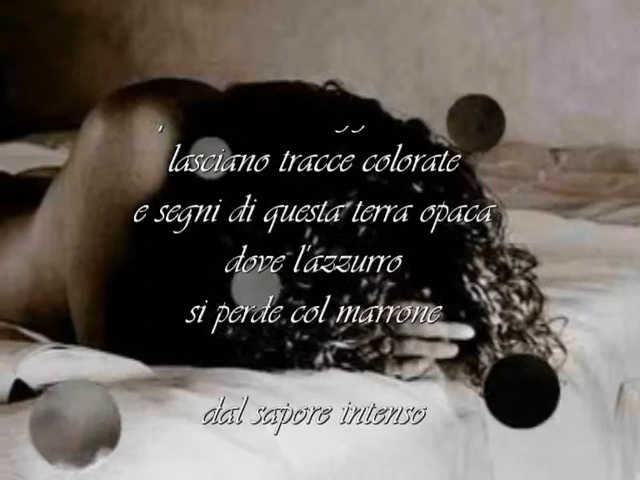 lasciano tracce colorate
e segni di questa terra opaca
dove l'azzurro
si perde col marrone
dal sapore intenso